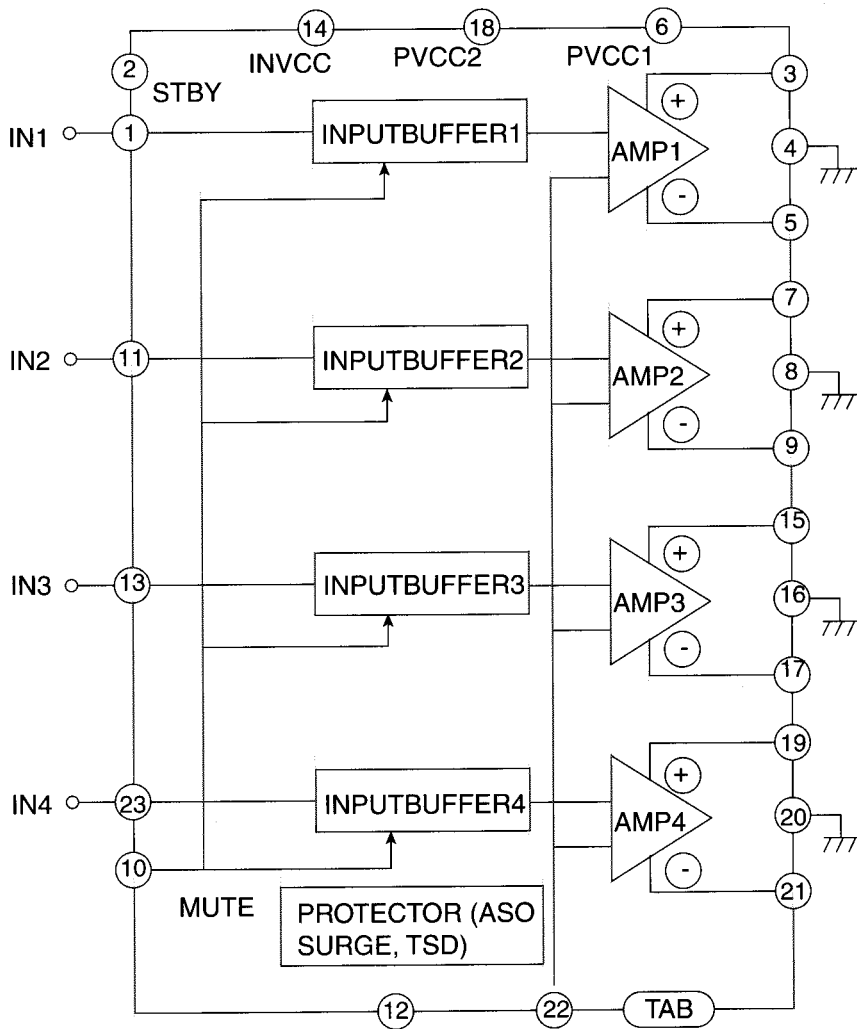 14
18
6
2
INVCC
PVCC2
PVCC1
3
STBY
+
IN1
1
INPUTBUFFER1
AMP1
4
-
5
7
+
IN2
11
INPUTBUFFER2
AMP2
8
-
9
15
+
IN3
13
INPUTBUFFER3
AMP3
16
-
17
19
+
IN4
23
INPUTBUFFER4
AMP4
20
10
-
21
MUTE
PROTECTOR (ASO
SURGE, TSD)
12
22
TAB